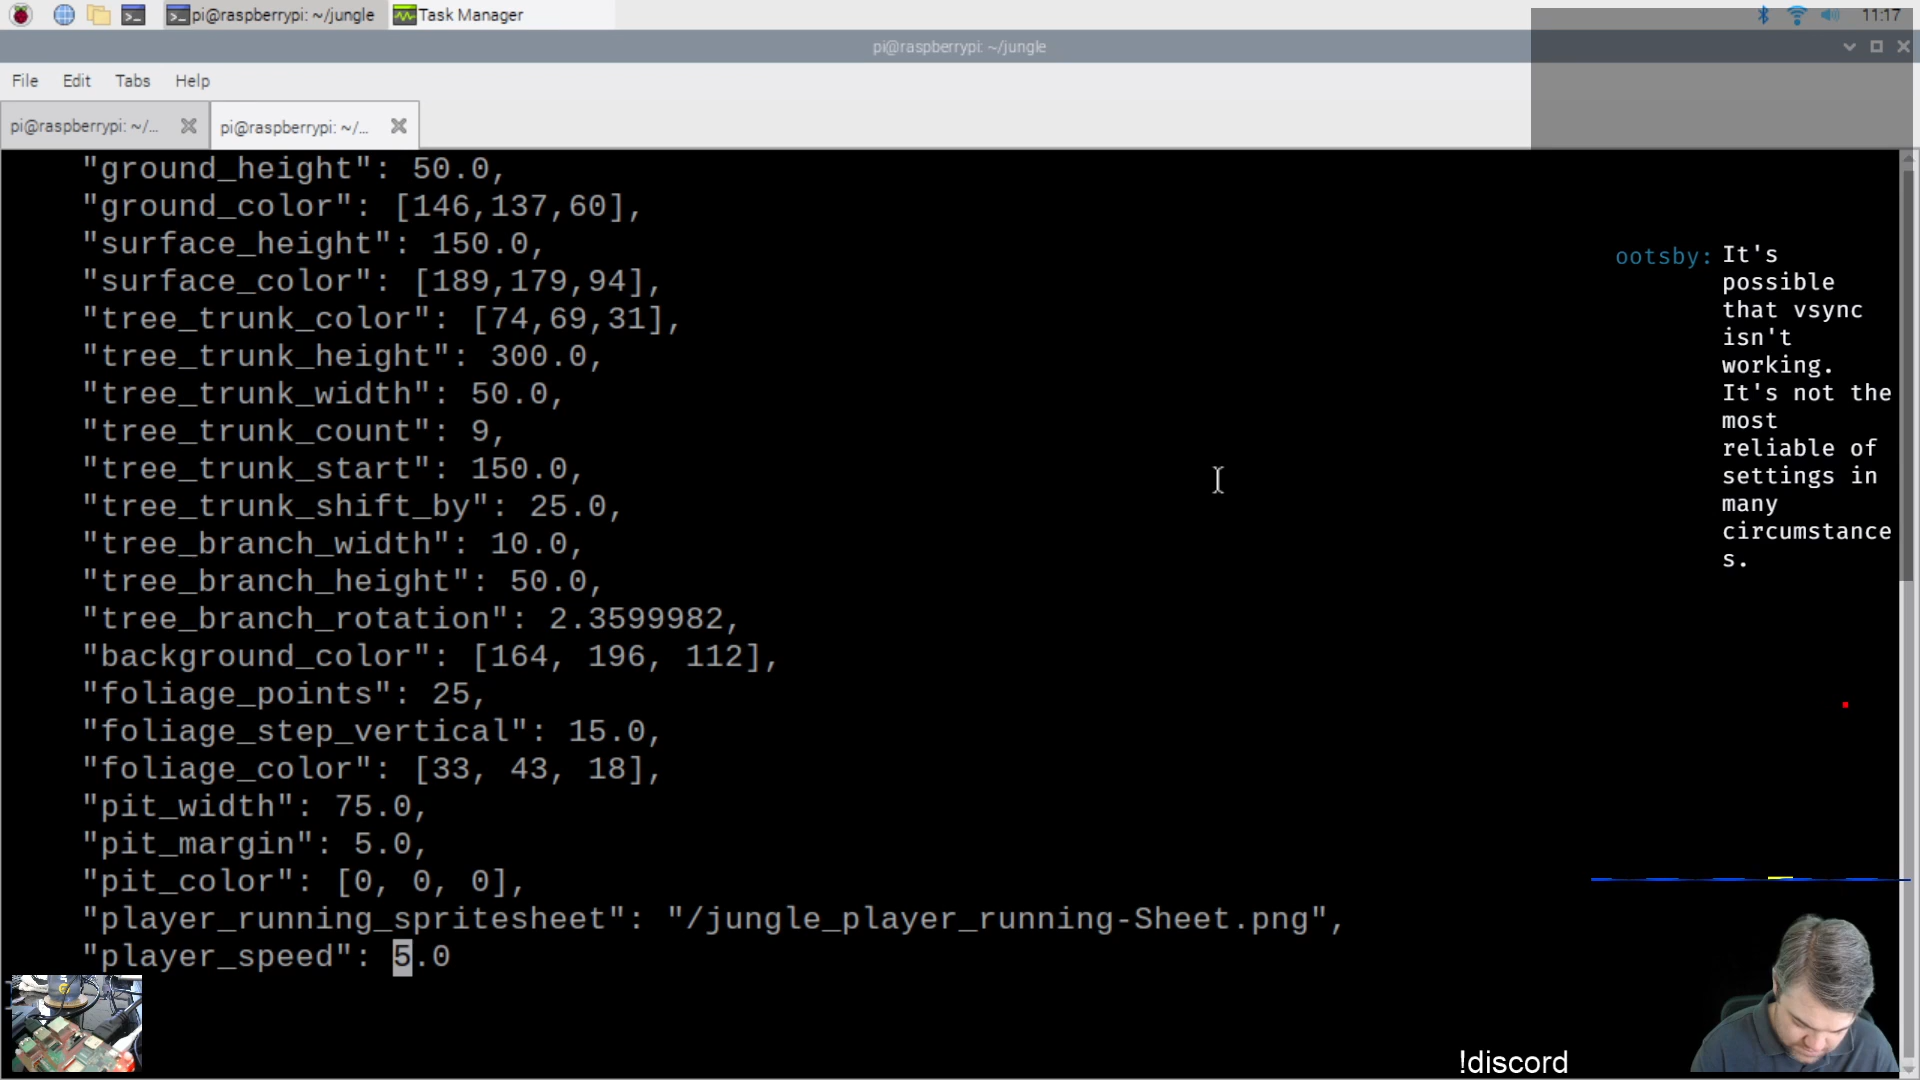 pi@raspberrypi: ~/jungle
Task Manager
11:17
pi@raspberrypi: ~/jungle
File Edit Tabs Help
pi@raspberrypi: ~/...
pi@raspberrypi: ~/...
"ground_height": 50.0,
"ground_color": [146,137,60],
"surface_height": 150.0,
"surface_color": [189,179,94],
"tree_trunk_color": [74,69,31],
"tree_trunk_height": 300.0,
"tree_trunk_width": 50.0,
"tree_trunk_count": 9,
"tree_trunk_start": 150.0,
"tree_trunk_shift_by": 25.0,
"tree_branch_width": 10.0,
"tree_branch_height": 50.0,
"tree_branch_rotation": 2.3599982,
"background_color": [164, 196, 112],
"foliage_points": 25,
"foliage_step_vertical": 15.0,
"foliage_color": [33, 43, 18],
"pit_width": 75.0,
"pit_margin": 5.0,
"pit_color": [0, 0, 0],
"player_running_spritesheet": "/jungle_player_running-Sheet.png",
"player_speed": 5.0
ootsby: It's
possible
that vsync
isn't
working.
It's not the
most
reliable of
settings in
many
circumstance
s.
!discord